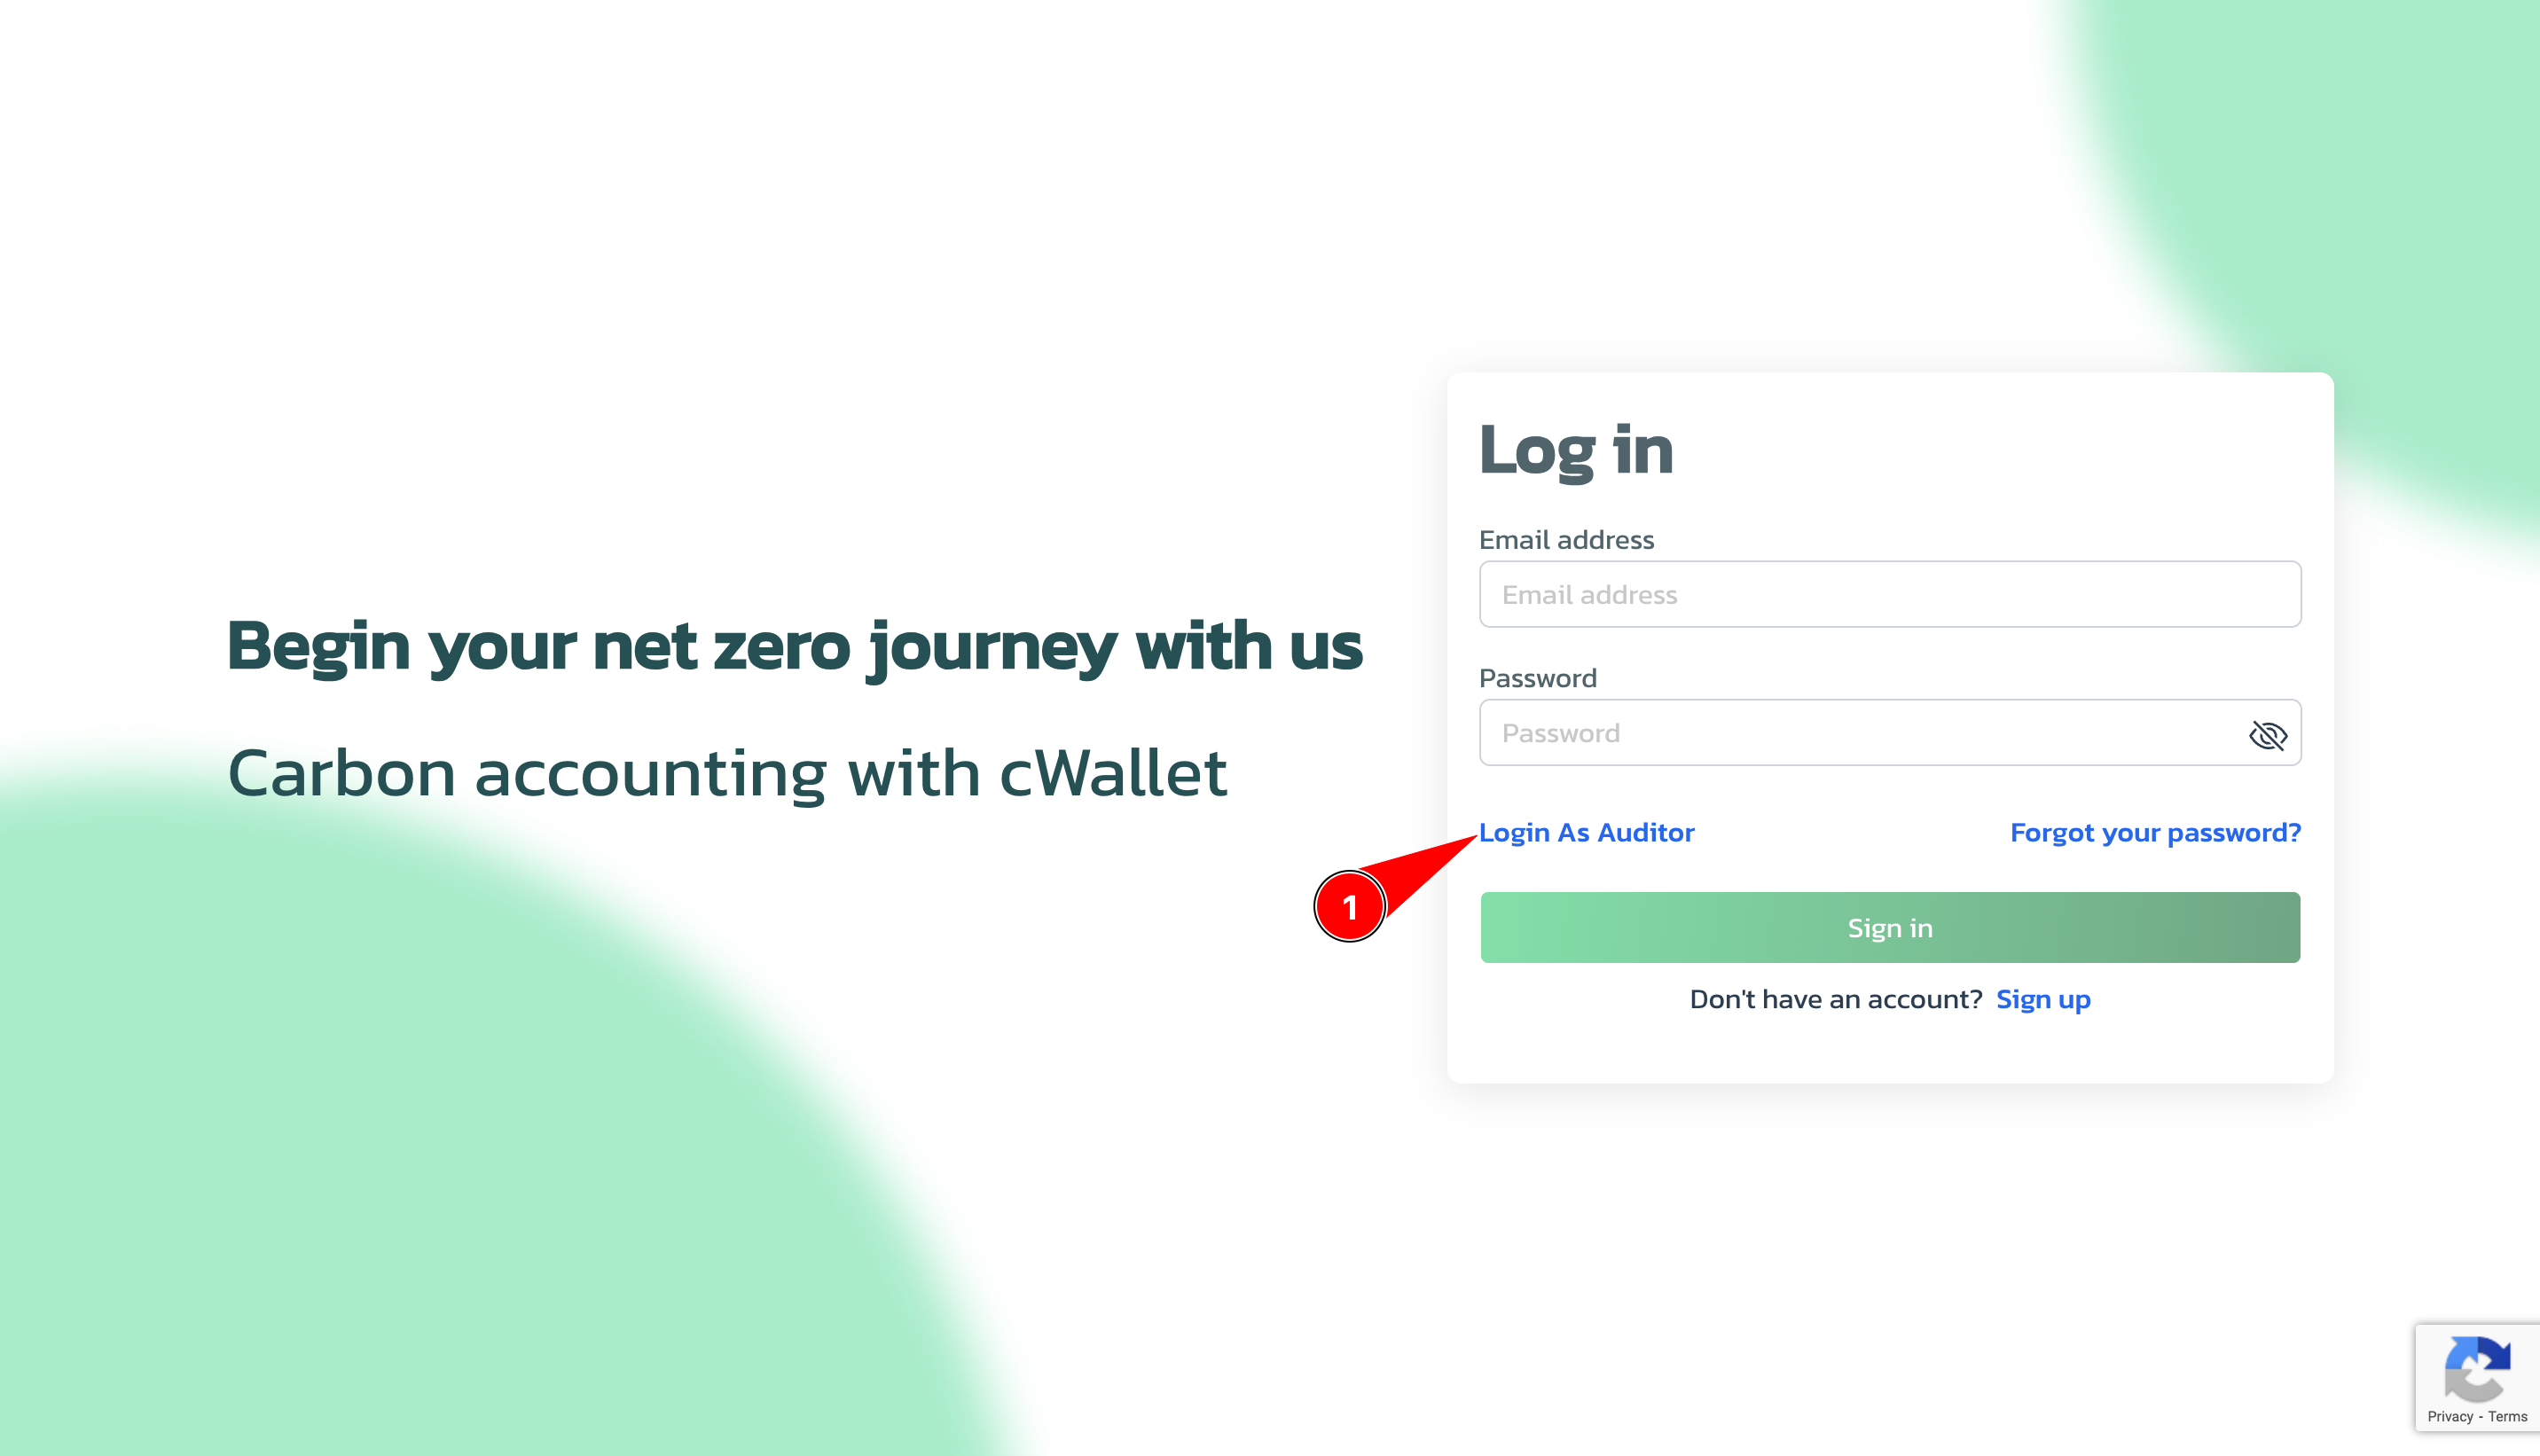 Begin your net zero journey with us
Carbon accounting with cWallet
Log in
Email address
Email address
Password
Password
Login As Auditor
Forgot your password?
1
Sign in
Don't have an account? Sign up
Privacy - Terms